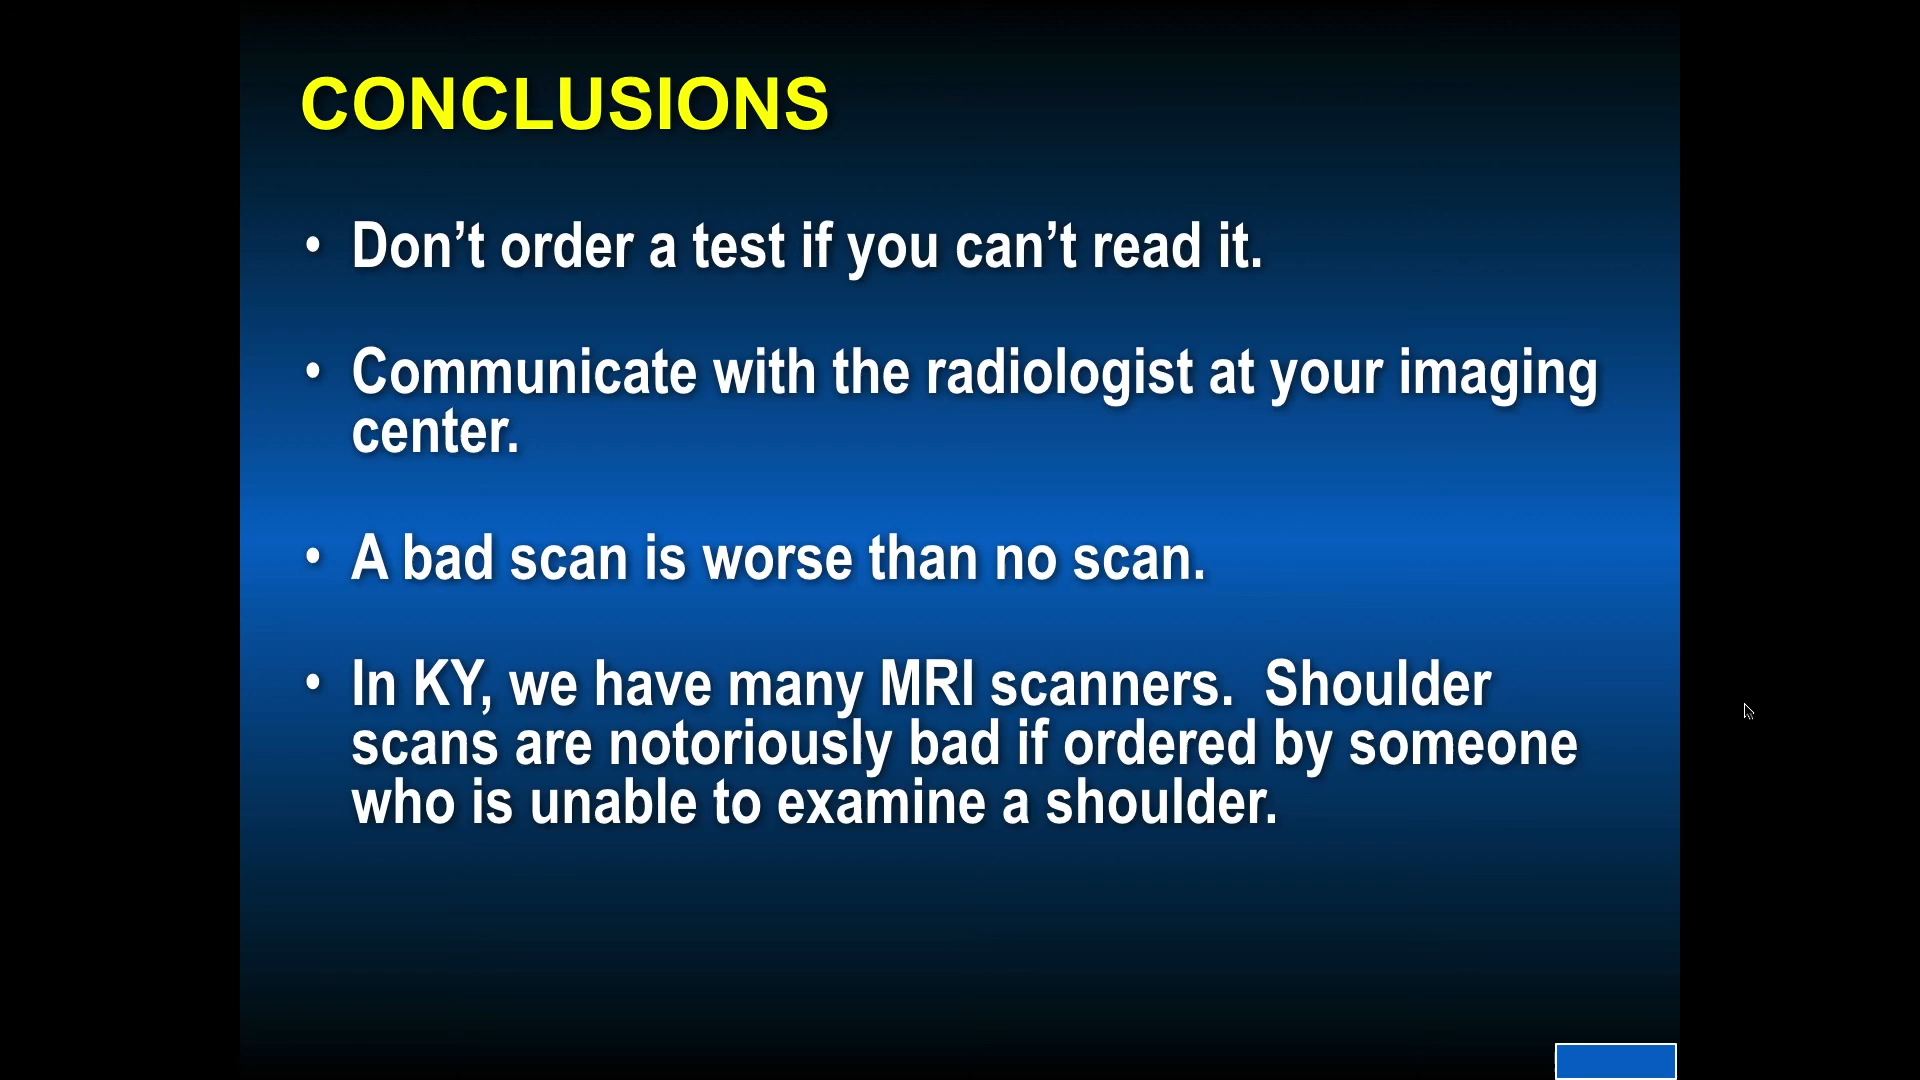 CONCLUSIONS
• Don’t order a test if you can’t read it.
• Communicate with the radiologist at your imaging
center.
• A bad scan is worse than no scan.
• In KY, we have many MRI scanners.  Shoulder
scans are notoriously bad if ordered by someone
who is unable to examine a shoulder.